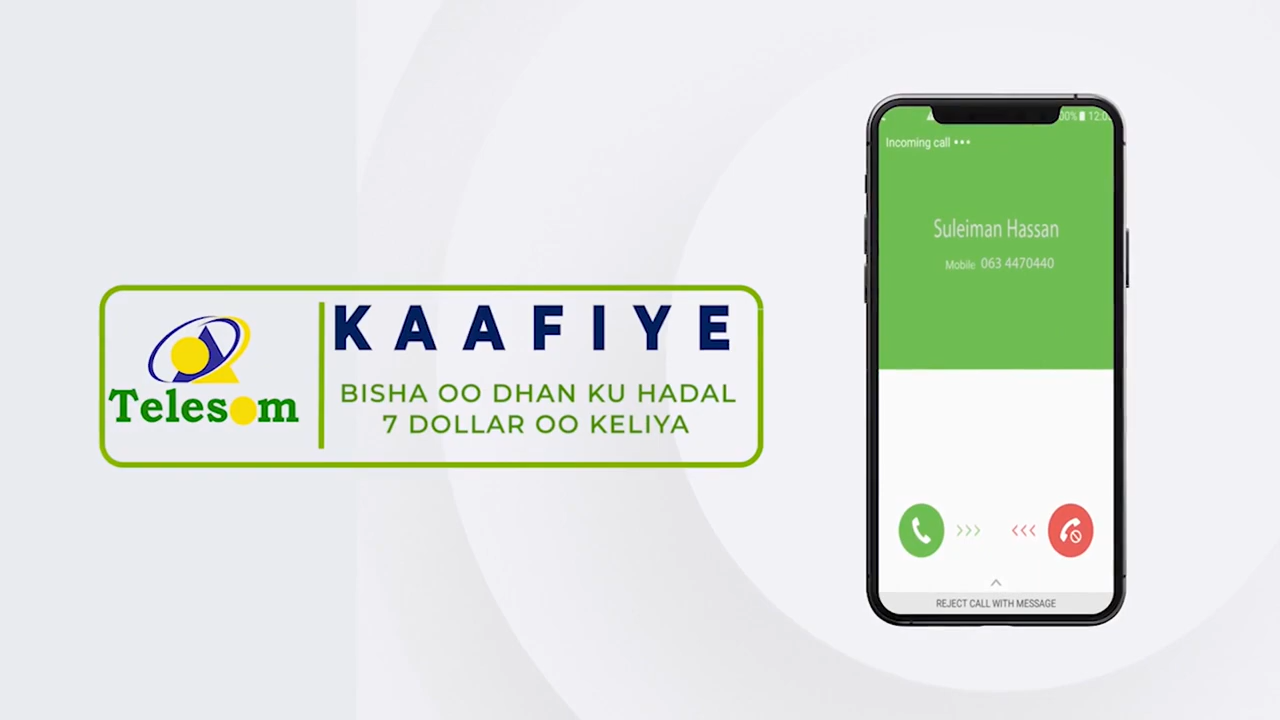 Telesom
KAAFIYE
BISHA OO DHAN KU HADAL
7 DOLLAR OO KELIYA
Incoming call •••
Suleiman Hassan
Mobile 063 4470440
REJECT CALL WITH MESSAGE